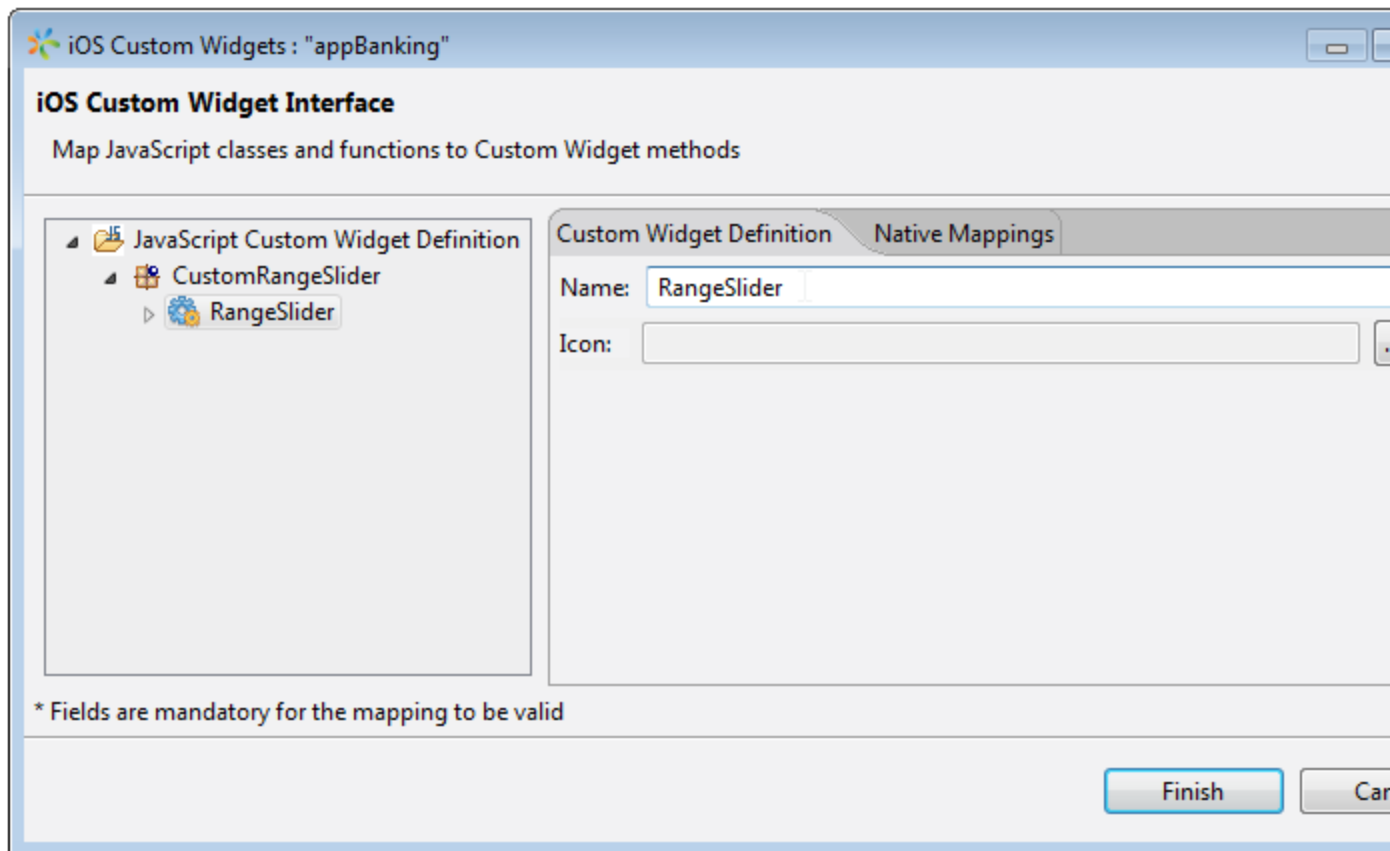 iOS Custom Widgets : "appBanking"
iOS Custom Widget Interface
Map JavaScript classes and functions to Custom Widget methods
JavaScript Custom Widget Definition
CustomRangeSlider
RangeSlider
Custom Widget Definition Native Mappings
Name: RangeSlider
Icon:
* Fields are mandatory for the mapping to be valid
Finish